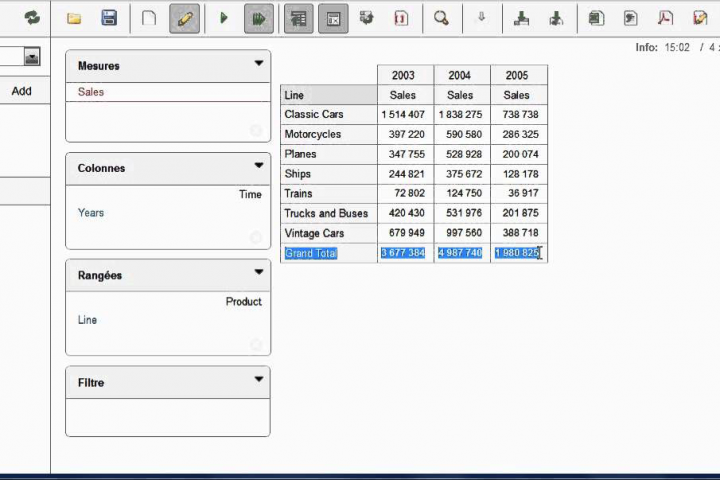 Info: 15:02 / 4
Add
Mesures
Sales
Colonnes
Time
Years
Rangées
Product
Line
Filtre
2003 2004 2005
Line Sales Sales Sales
Classic Cars 1 514 407 1 838 275 738 738
Motorcycles 397 220 590 580 286 325
Planes 347 755 528 928 200 074
Ships 244 821 375 672 128 178
Trains 72 802 124 750 36 917
Trucks and Buses 420 430 531 976 201 875
Vintage Cars 679 949 997 560 388 718
Grand Total 3 677 384 4 987 740 1 980 825